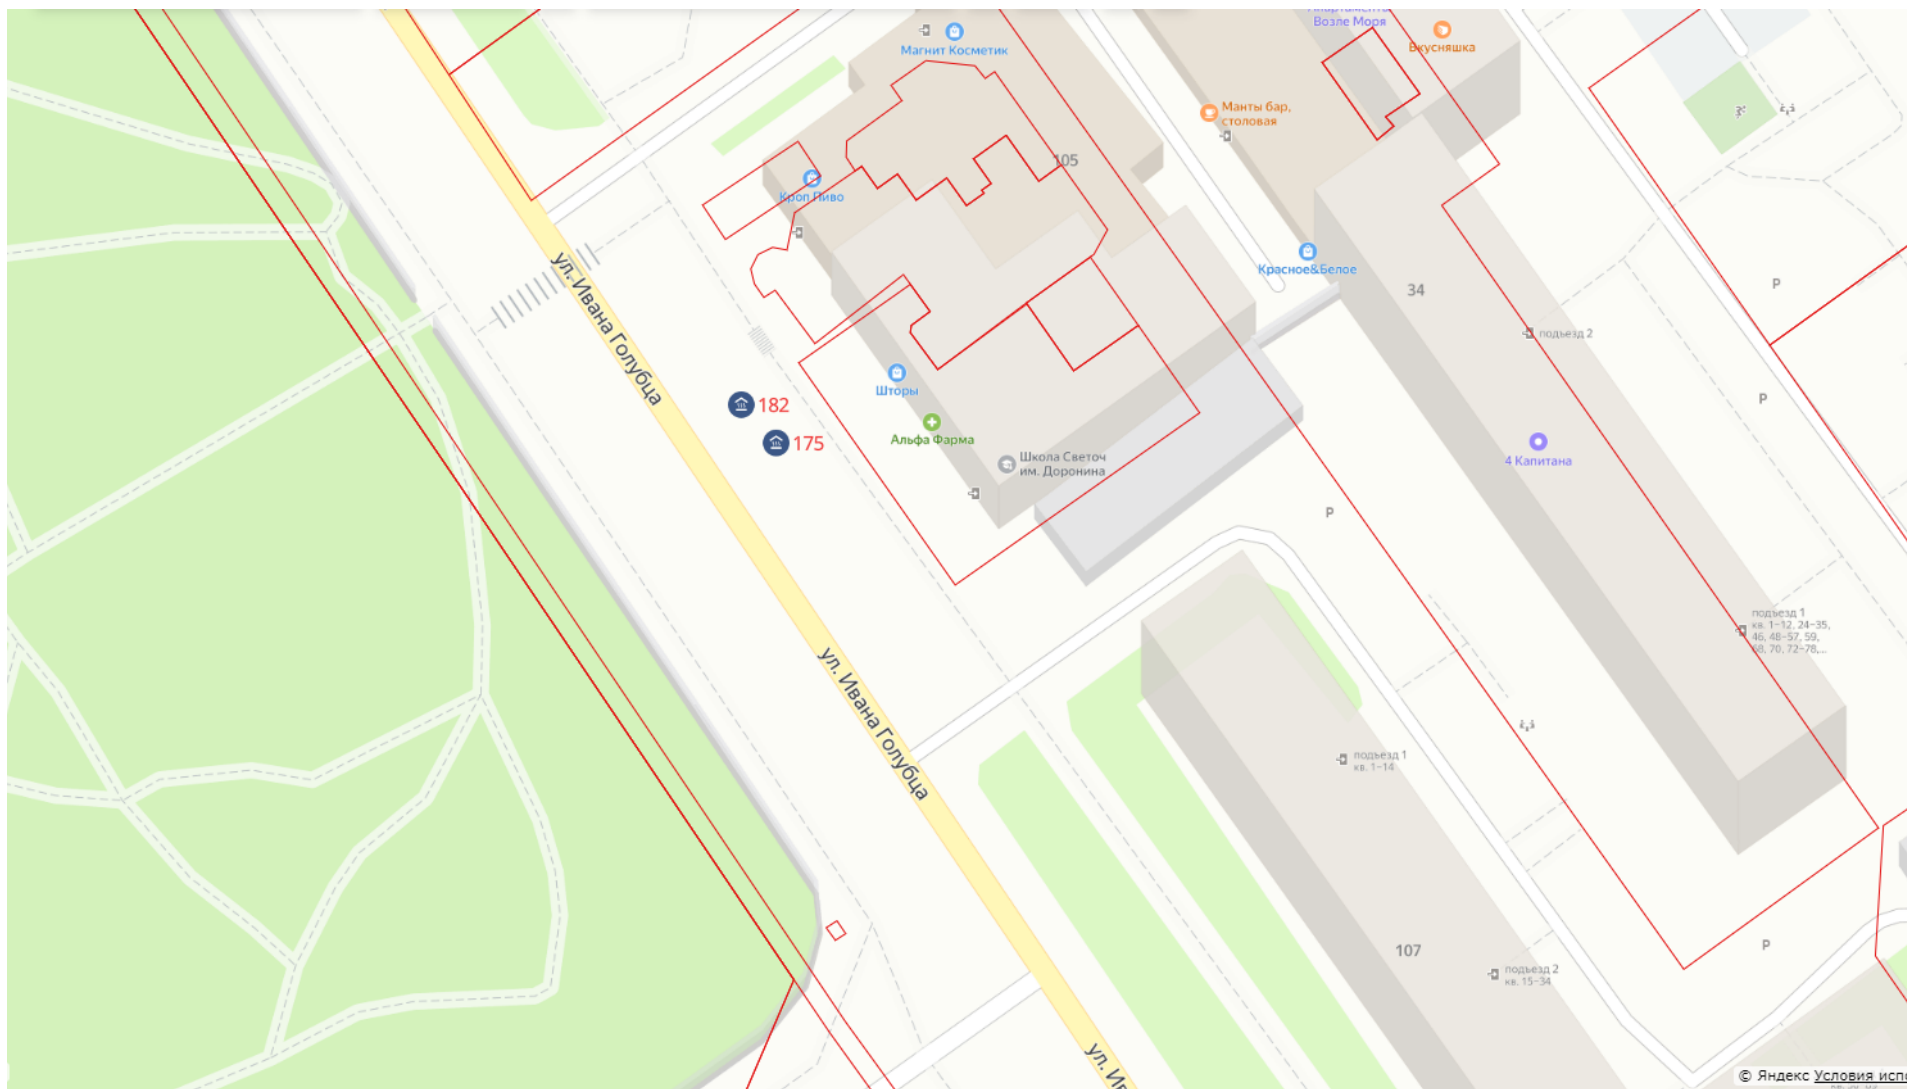 Возле Моря
Магнит Косметик
Вкусняшка
Манты бар,
столовая
105
Кроп Пиво
Красное&Белое
34
P
подъезд 2
ул. Ивана Голубца
Шторы
182
175
Альфа Фарма
Школа Светоч
им. Доронина
P
4 Капитана
P
подъезд 1
кв. 1–12, 24–35,
46, 48–57, 59,
68, 70, 72–78,...
ул. Ивана Голубца
подъезд 1
кв. 1–14
107
P
подъезд 2
кв. 15–34
ул. И
© Яндекс Условия исп